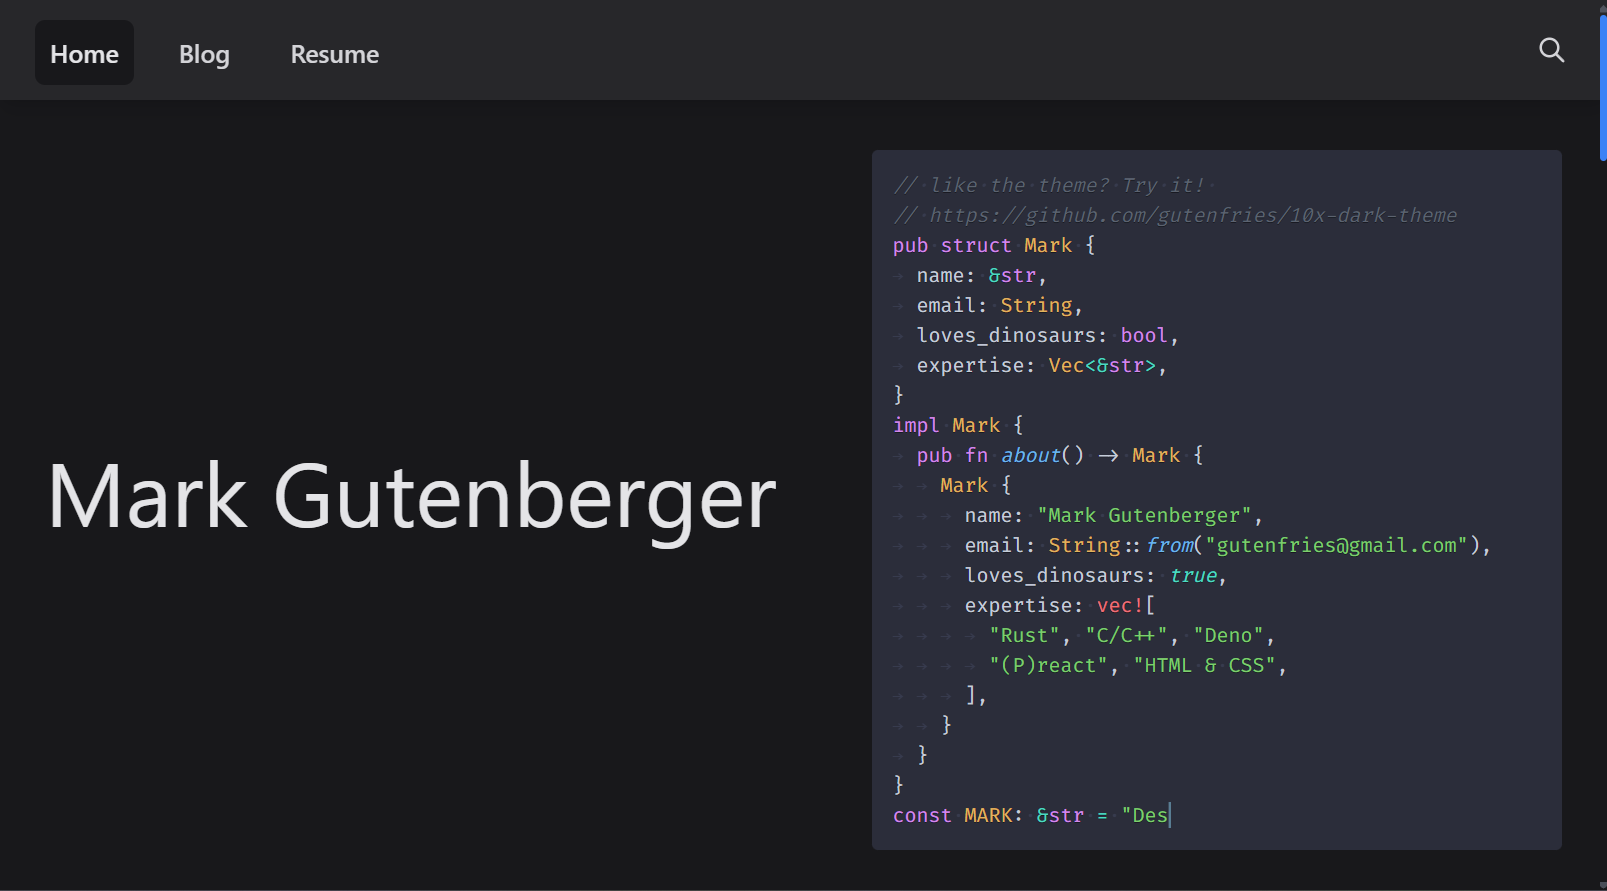 Home Blog Resume
Mark Gutenberger
// like the theme? Try it!
// https://github.com/gutenfries/10x-dark-theme
pub struct Mark {
name: &str,
email: String,
loves_dinosaurs: bool,
expertise: Vec<&str>,
}
impl Mark {
pub fn about() -> Mark {
Mark {
name: "Mark Gutenberger",
email: String::from("gutenfries@gmail.com"),
loves_dinosaurs: true,
expertise: vec![
"Rust", "C/C++", "Deno",
"(P)react", "HTML & CSS",
],
}
}
}
const MARK: &str = "Des